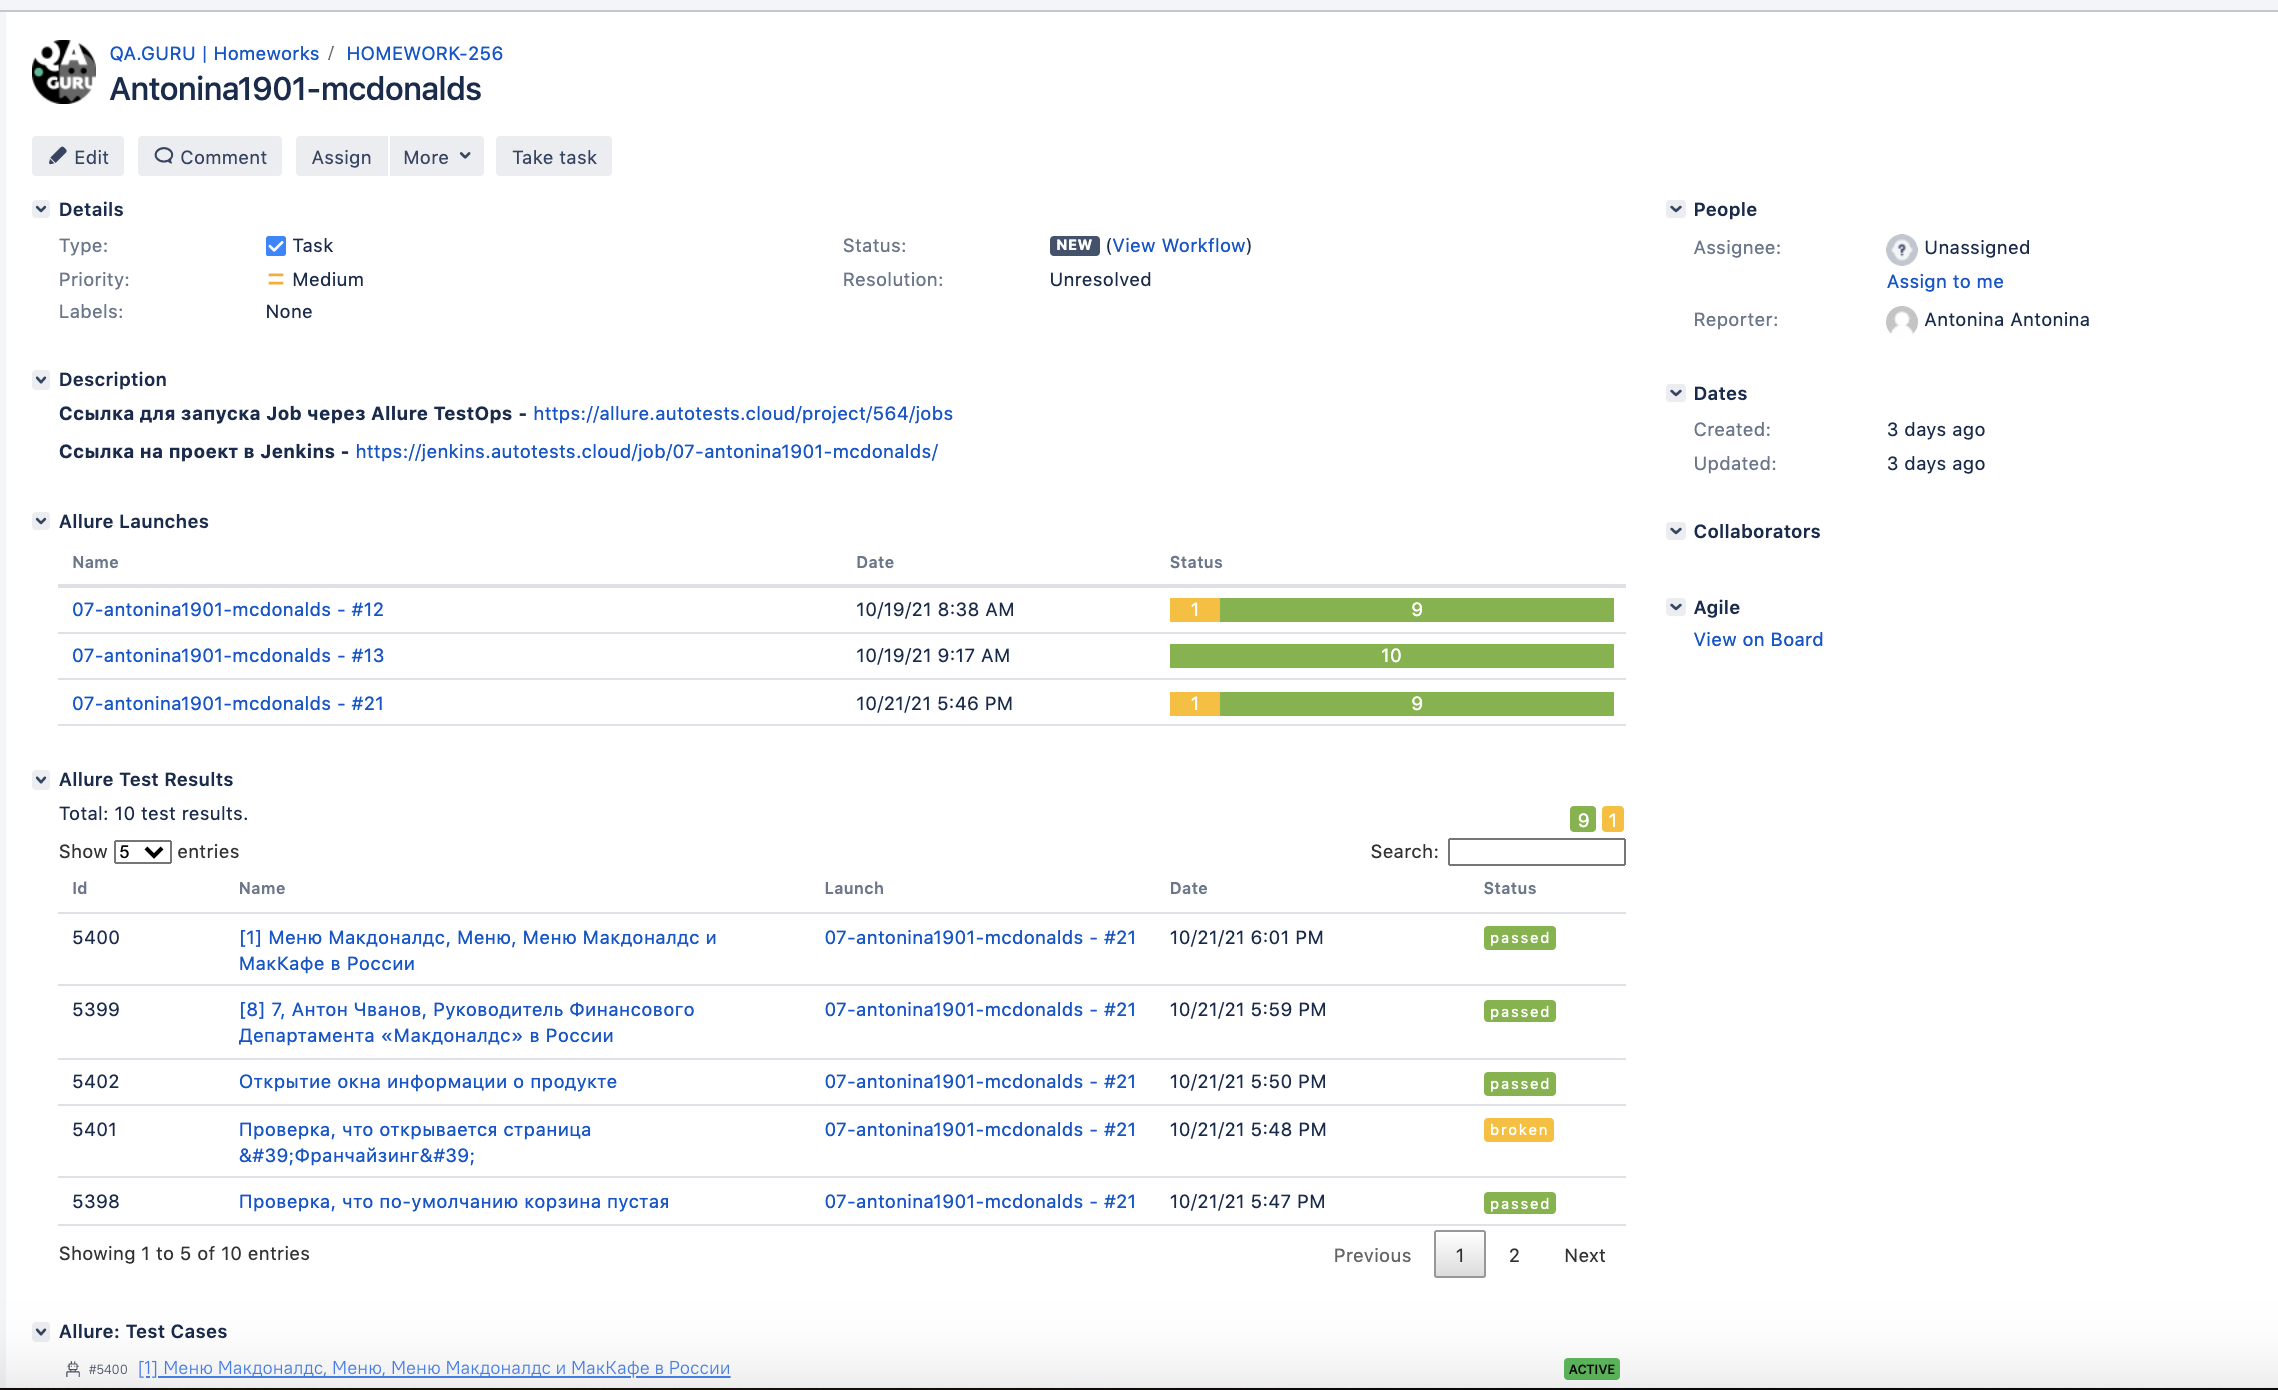 QA
GURU
QA.GURU | Homeworks / HOMEWORK-256
Antonina1901-mcdonalds
Edit Comment Assign More Take task
Details
Type: Task Status: NEW (View Workflow)
Priority: Medium Resolution: Unresolved
Labels: None
People
Assignee: Unassigned
Assign to me
Reporter: Antonina Antonina
Description
Ссылка для запуска Job через Allure TestOps - https://allure.autotests.cloud/project/564/jobs
Ссылка на проект в Jenkins - https://jenkins.autotests.cloud/job/07-antonina1901-mcdonalds/
Dates
Created: 3 days ago
Updated: 3 days ago
Collaborators
Agile
View on Board
Allure Launches
Name Date Status
07-antonina1901-mcdonalds - #12 10/19/21 8:38 AM 1 9
07-antonina1901-mcdonalds - #13 10/19/21 9:17 AM 10
07-antonina1901-mcdonalds - #21 10/21/21 5:46 PM 1 9
Allure Test Results
Total: 10 test results.
9 1
Show 5 entries Search:
Id Name Launch Date Status
5400 [1] Меню Макдоналдс, Меню, Меню Макдоналдс и 07-antonina1901-mcdonalds - #21 10/21/21 6:01 PM passed
МакКафе в России
5399 [8] 7, Антон Чванов, Руководитель Финансового 07-antonina1901-mcdonalds - #21 10/21/21 5:59 PM passed
Департамента «Макдоналдс» в России
5402 Открытие окна информации о продукте 07-antonina1901-mcdonalds - #21 10/21/21 5:50 PM passed
5401 Проверка, что открывается страница 07-antonina1901-mcdonalds - #21 10/21/21 5:48 PM broken
&#39;Франчайзинг&#39;
5398 Проверка, что по-умолчанию корзина пустая 07-antonina1901-mcdonalds - #21 10/21/21 5:47 PM passed
Showing 1 to 5 of 10 entries Previous 1 2 Next
Allure: Test Cases
#5400 [1] Меню Макдоналдс, Меню, Меню Макдоналдс и МакКафе в России ACTIVE